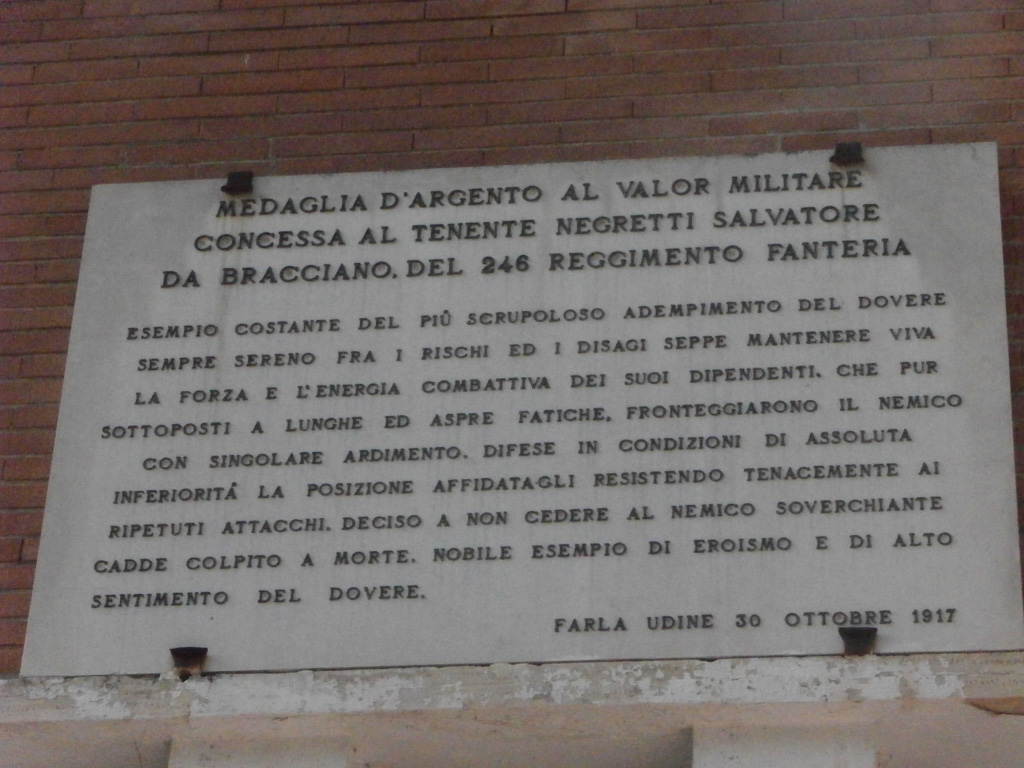 MEDAGLIA D'ARGENTO AL VALOR MILITARE
CONCESSA AL TENENTE NEGRETTI SALVATORE
DA BRACCIANO, DEL 246 REGGIMENTO FANTERIA
ESEMPIO COSTANTE DEL PIÛ SCRUPOLOSO ADEMPIMENTO DEL DOVERE
SEMPRE SERENO FRA I RISCHI ED I DISAGI SEPPE MANTENERE VIVA
LA FORZA E L'ENERGIA COMBATTIVA DEI SUOI DIPENDENTI, CHE PUR
SOTTOPOSTI A LUNGHE ED ASPRE FATICHE, FRONTEGGIARONO IL NEMICO
CON SINGOLARE ARDIMENTO. DIFESE IN CONDIZIONI DI ASSOLUTA
INFERIORITÁ LA POSIZIONE AFFIDATAGLI RESISTENDO TENACEMENTE AI
RIPETUTI ATTACCHI. DECISO A NON CEDERE AL NEMICO SOVERCHIANTE
CADDE COLPITO A MORTE. NOBILE ESEMPIO DI EROISMO E DI ALTO
SENTIMENTO DEL DOVERE.
FARLA UDINE 30 OTTOBRE 1917